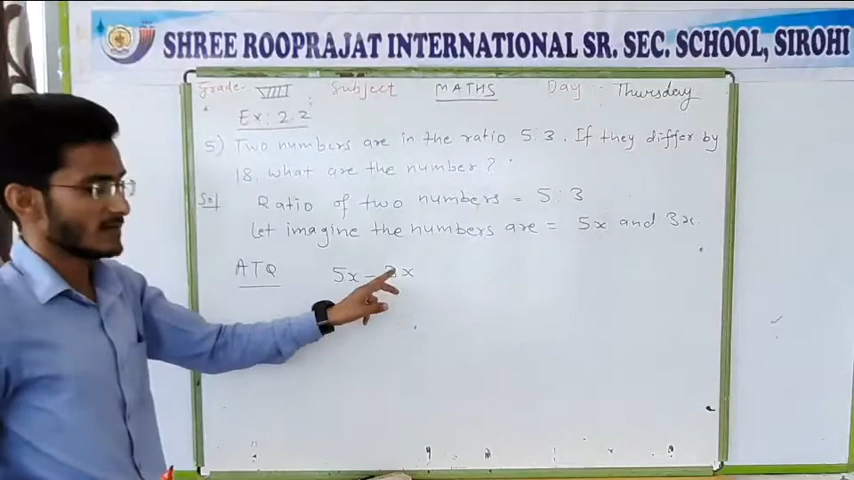 SHREE ROOPRAJAT INTERNATIONAL SR. SEC. SCHOOL, SIROHI
Grade- VIII Subject MATHS Day :- Thursday
Ex: 2.2
5) Two numbers are in the ratio 5:3. If they differ by
18. what are the number ?
Sol Ratio of two numbers = 5:3
Let imagine the numbers are = 5x and 3x.
ATQ 5x - 3x